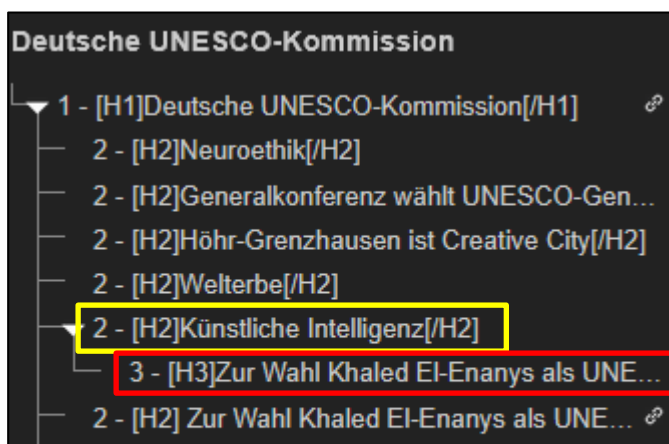 Deutsche UNESCO-Kommission
1 - [H1]Deutsche UNESCO-Kommission[/H1]
2 - [H2]Neuroethik[/H2]
2 - [H2]Generalkonferenz wählt UNESCO-Gen...
2 - [H2]Höhr-Grenzhausen ist Creative City[/H2]
2 - [H2]Welterbe[/H2]
2 - [H2]Künstliche Intelligenz[/H2]
3 - [H3]Zur Wahl Khaled El-Enanys als UNE...
2 - [H2] Zur Wahl Khaled El-Enanys als UNE...